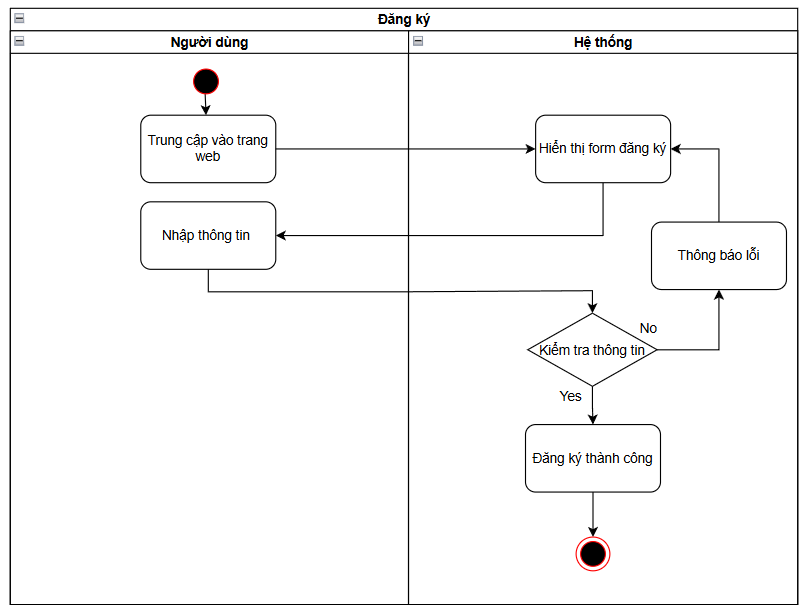 Đăng ký
Người dùng
Hệ thống
Trung cập vào trang
web
Hiển thị form đăng ký
Nhập thông tin
Thông báo lỗi
No
Kiểm tra thông tin
Yes
Đăng ký thành công